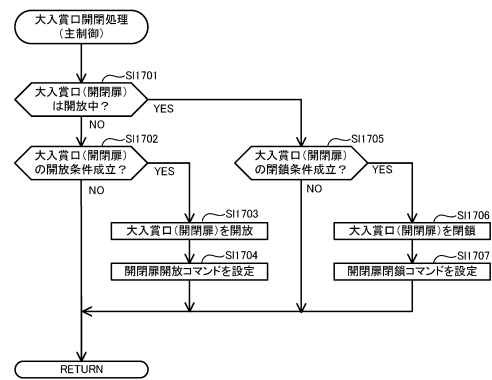 大入賞口開閉処理
（主制御）
SI1701
大入賞口（開閉扉）
は開放中？
YES
NO
SI1702
大入賞口（開閉扉）
の開放条件成立？
YES
NO
SI1705
大入賞口（開閉扉）
の閉鎖条件成立？
YES
NO
SI1703
大入賞口（開閉扉）を開放
SI1704
開閉扉開放コマンドを設定
SI1706
大入賞口（開閉扉）を閉鎖
SI1707
開閉扉閉鎖コマンドを設定
RETURN